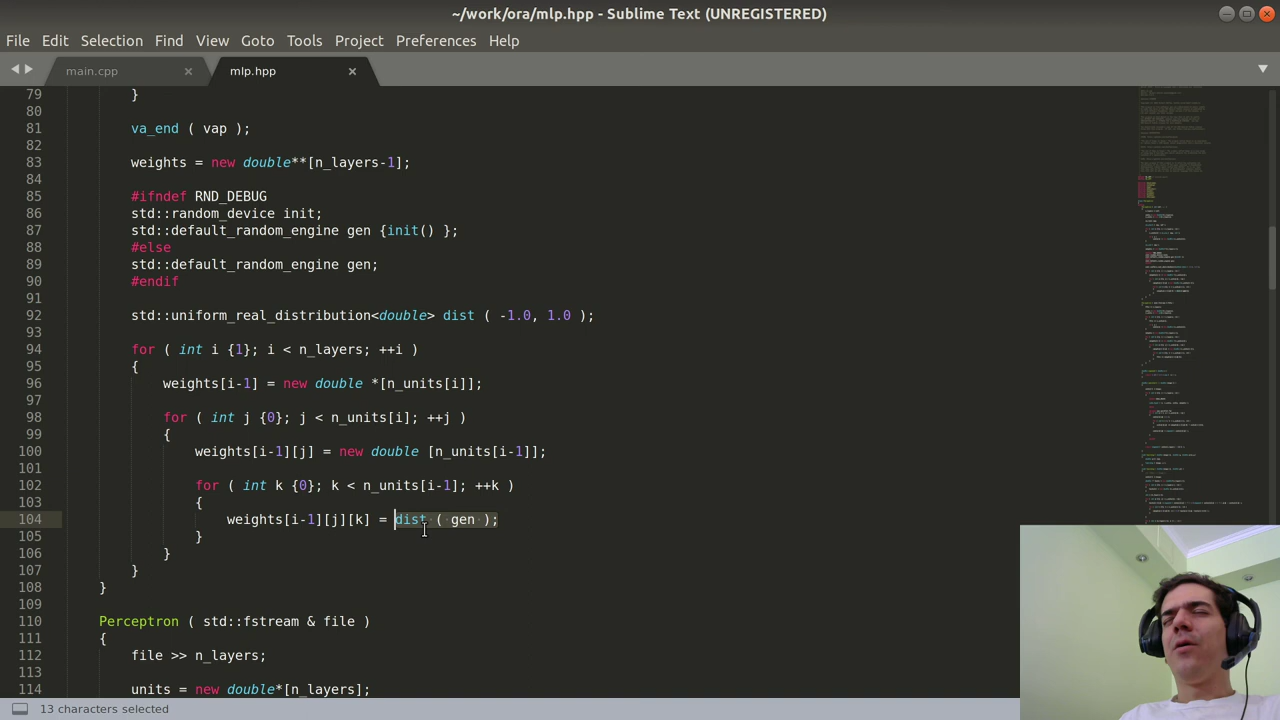 ~/work/ora/mlp.hpp - Sublime Text (UNREGISTERED)
File Edit Selection Find View Goto Tools Project Preferences Help
main.cpp mlp.hpp
79 }
80
81 va_end ( vap );
82
83 weights = new double**[n_layers-1];
84
85 #ifndef RND_DEBUG
86 std::random_device init;
87 std::default_random_engine gen {init() };
88 #else
89 std::default_random_engine gen;
90 #endif
91
92 std::uniform_real_distribution<double> dist ( -1.0, 1.0 );
93
94 for ( int i {1}; i < n_layers; ++i )
95 {
96 weights[i-1] = new double *[n_units[i]];
97
98 for ( int j {0}; j < n_units[i]; ++j )
99 {
100 weights[i-1][j] = new double [n_units[i-1]];
101
102 for ( int k {0}; k < n_units[i-1]; ++k )
103 {
104 weights[i-1][j][k] = dist ( gen );
105 }
106 }
107 }
108 }
109
110 Perceptron ( std::fstream & file )
111 {
112 file >> n_layers;
113
114 units = new double*[n_layers];
13 characters selected